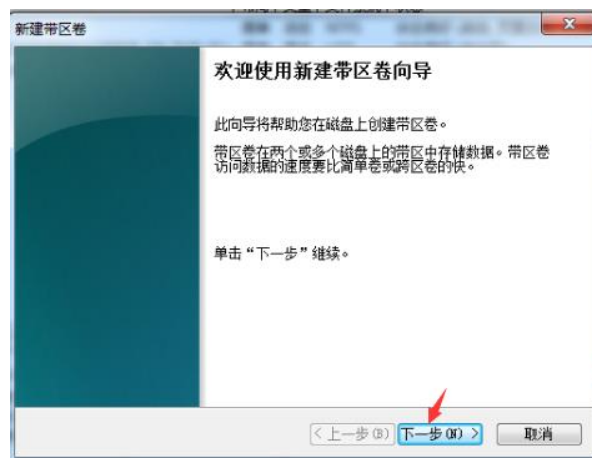 新建带区卷
欢迎使用新建带区卷向导
此向导将帮助您在磁盘上创建带区卷。
带区卷在两个或多个磁盘上的带区中存储数据。带区卷
访问数据的速度要比简单卷或跨区卷的快。
单击“下一步”继续。
< 上一步(B) 下一步(N) > 取消